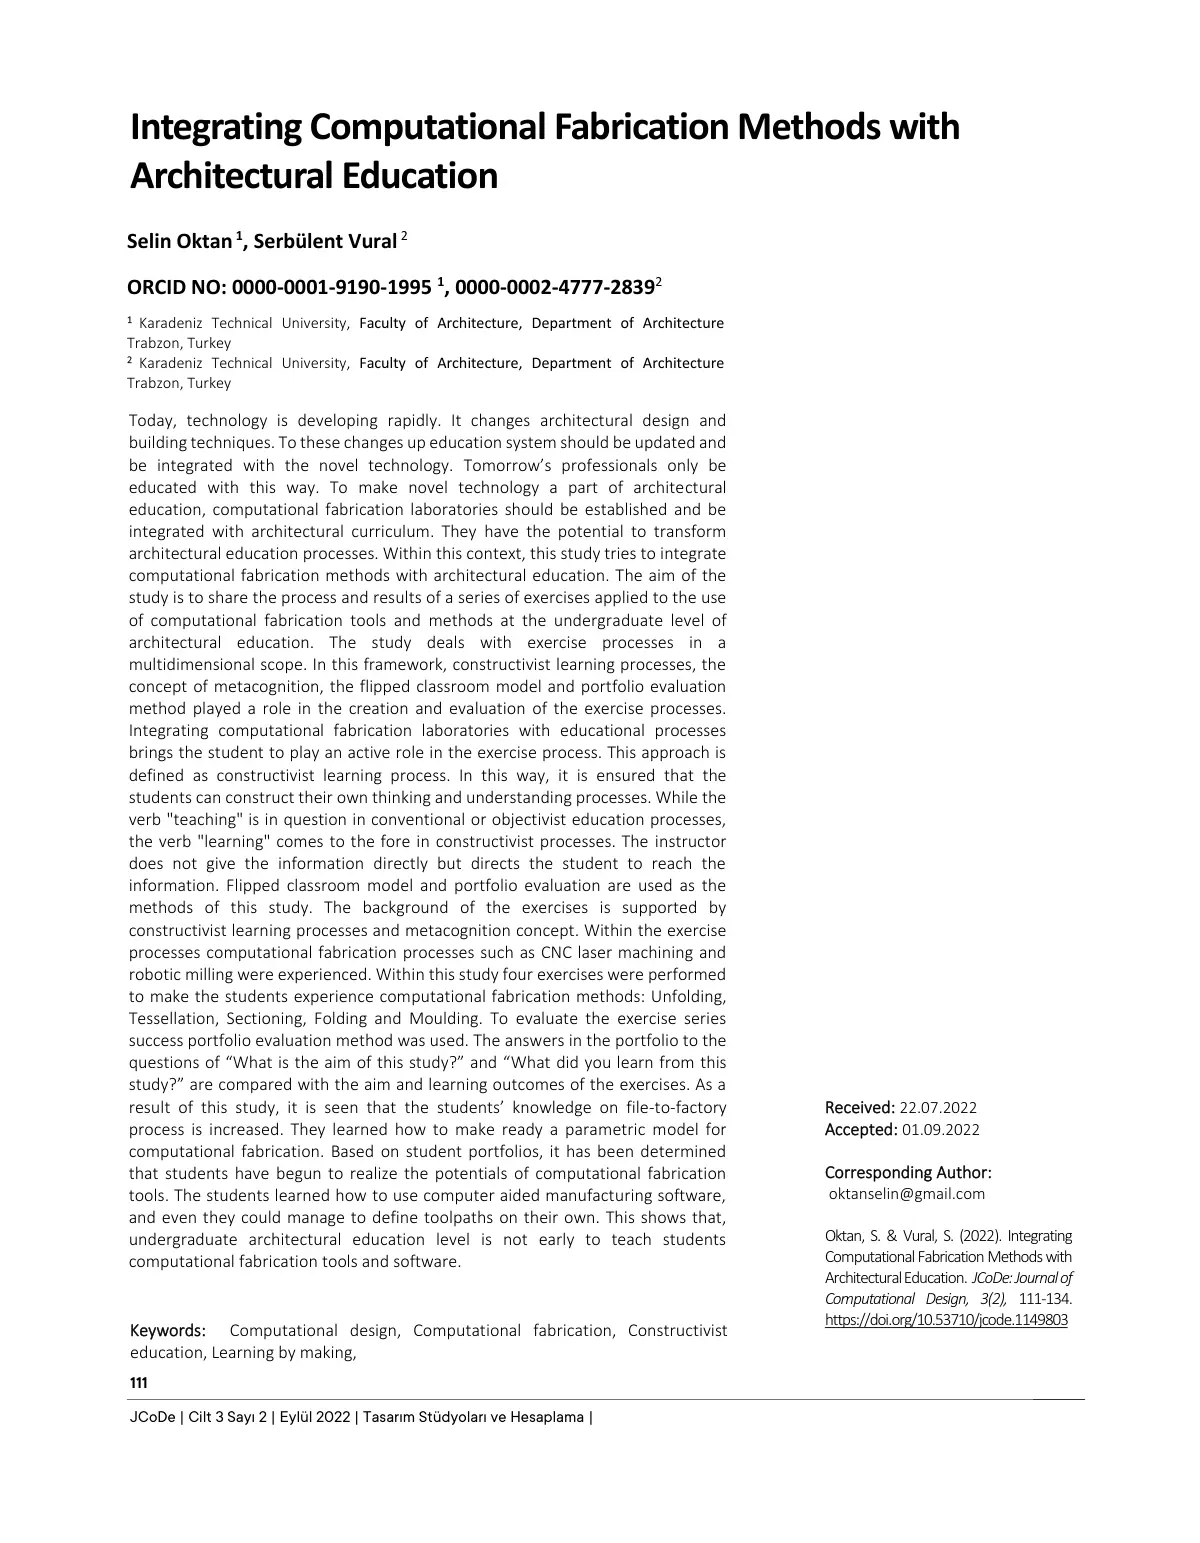 Integrating Computational Fabrication Methods with
Architectural Education
Selin Oktan 1, Serbülent Vural 2
ORCID NO: 0000-0001-9190-1995 1, 0000-0002-4777-2839 2
1 Karadeniz Technical University, Faculty of Architecture, Department of Architecture
Trabzon, Turkey
2 Karadeniz Technical University, Faculty of Architecture, Department of Architecture
Trabzon, Turkey
Today, technology is developing rapidly. It changes architectural design and
building techniques. To these changes up education system should be updated and
be integrated with the novel technology. Tomorrow’s professionals only be
educated with this way. To make novel technology a part of architectural
education, computational fabrication laboratories should be established and be
integrated with architectural curriculum. They have the potential to transform
architectural education processes. Within this context, this study tries to integrate
computational fabrication methods with architectural education. The aim of the
study is to share the process and results of a series of exercises applied to the use
of computational fabrication tools and methods at the undergraduate level of
architectural education. The study deals with exercise processes in a
multidimensional scope. In this framework, constructivist learning processes, the
concept of metacognition, the flipped classroom model and portfolio evaluation
method played a role in the creation and evaluation of the exercise processes.
Integrating computational fabrication laboratories with educational processes
brings the student to play an active role in the exercise process. This approach is
defined as constructivist learning process. In this way, it is ensured that the
students can construct their own thinking and understanding processes. While the
verb "teaching" is in question in conventional or objectivist education processes,
the verb "learning" comes to the fore in constructivist processes. The instructor
does not give the information directly but directs the student to reach the
information. Flipped classroom model and portfolio evaluation are used as the
methods of this study. The background of the exercises is supported by
constructivist learning processes and metacognition concept. Within the exercise
processes computational fabrication processes such as CNC laser machining and
robotic milling were experienced. Within this study four exercises were performed
to make the students experience computational fabrication methods: Unfolding,
Tessellation, Sectioning, Folding and Moulding. To evaluate the exercise series
success portfolio evaluation method was used. The answers in the portfolio to the
questions of “What is the aim of this study?” and “What did you learn from this
study?” are compared with the aim and learning outcomes of the exercises. As a
result of this study, it is seen that the students’ knowledge on file-to-factory
process is increased. They learned how to make ready a parametric model for
computational fabrication. Based on student portfolios, it has been determined
that students have begun to realize the potentials of computational fabrication
tools. The students learned how to use computer aided manufacturing software,
and even they could manage to define toolpaths on their own. This shows that,
undergraduate architectural education level is not early to teach students
computational fabrication tools and software.
Received: 22.07.2022
Accepted: 01.09.2022
Corresponding Author:
oktanselin@gmail.com
Oktan, S. & Vural, S. (2022). Integrating
Computational Fabrication Methods with
Architectural Education. JCoDe: Journal of
Computational Design, 3(2), 111-134.
https://doi.org/10.53710/jcode.1149803
Keywords: Computational design, Computational fabrication, Constructivist
education, Learning by making,
111
JCoDe | Cilt 3 Sayı 2 | Eylül 2022 | Tasarım Stüdyoları ve Hesaplama |